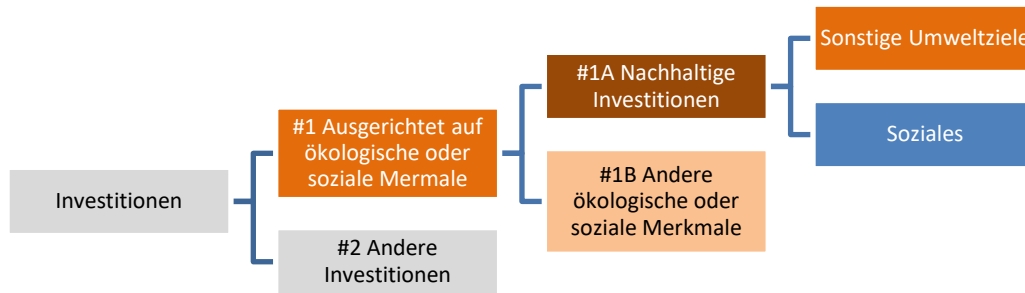 Investitionen
#1 Ausgerichtet auf
ökologische oder
soziale Mermale
#2 Andere
Investitionen
#1A Nachhaltige
Investitionen
#1B Andere
ökologische oder
soziale Merkmale
Sonstige Umweltziele
Soziales